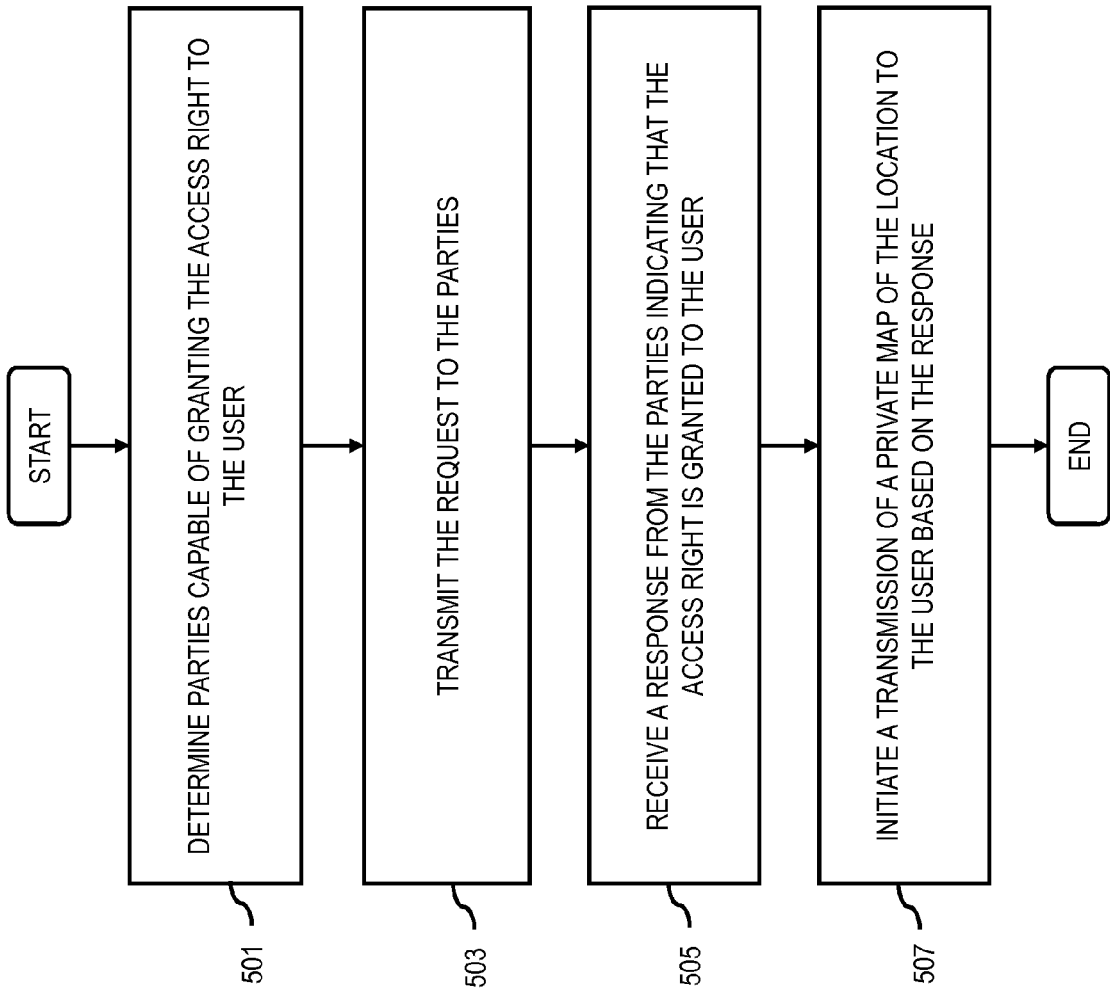 START
DETERMINE PARTIES CAPABLE OF GRANTING THE ACCESS RIGHT TO
THE USER
501
TRANSMIT THE REQUEST TO THE PARTIES
503
RECEIVE A RESPONSE FROM THE PARTIES INDICATING THAT THE
ACCESS RIGHT IS GRANTED TO THE USER
505
INITIATE A TRANSMISSION OF A PRIVATE MAP OF THE LOCATION TO
THE USER BASED ON THE RESPONSE
507
END